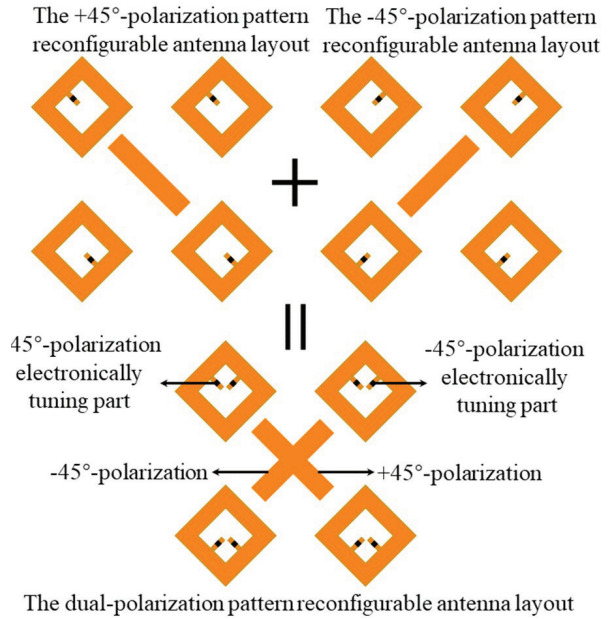 The +45°-polarization pattern
reconfigurable antenna layout
The -45°-polarization pattern
reconfigurable antenna layout
45°-polarization
electronically
tuning part
-45°-polarization
electronically
tuning part
-45°-polarization
+45°-polarization
The dual-polarization pattern reconfigurable antenna layout